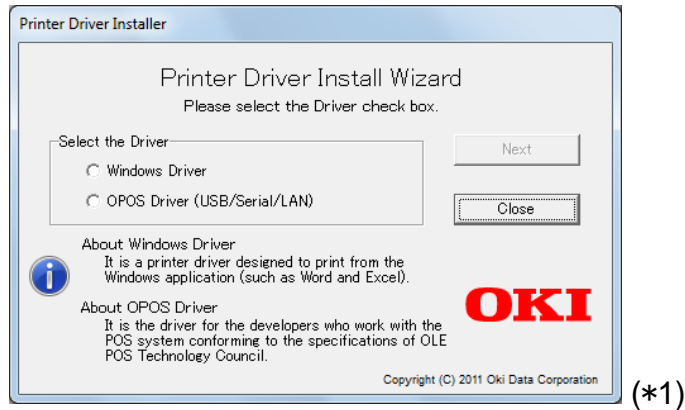 Printer Driver Installer
Printer Driver Install Wizard
Please select the Driver check box.
Select the Driver
Windows Driver
OPOS Driver (USB/Serial/LAN)
Next
Close
About Windows Driver
It is a printer driver designed to print from the
Windows application (such as Word and Excel).
About OPOS Driver
It is the driver for the developers who work with the
POS system conforming to the specifications of OLE
POS Technology Council.
OKI
Copyright (C) 2011 Oki Data Corporation
(*1)